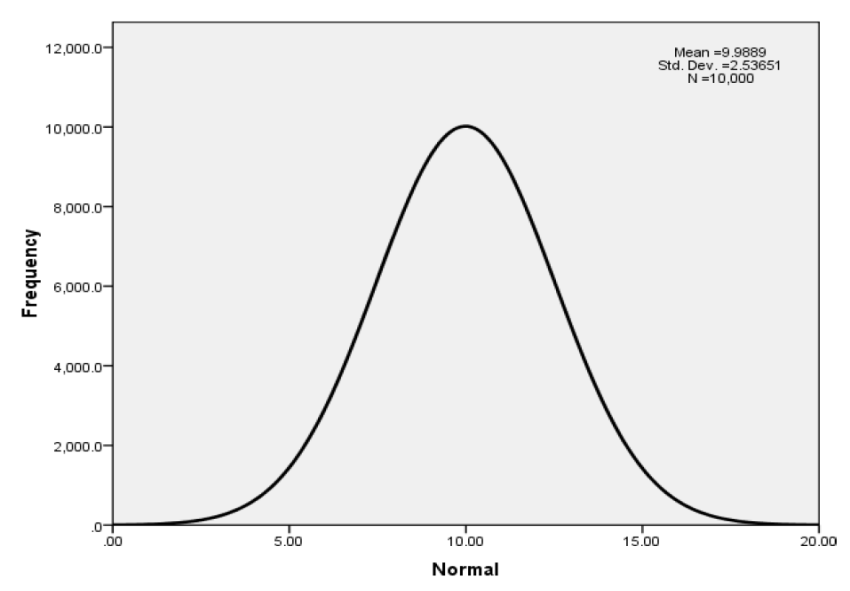 12,000.0
Mean =9.9889
Std. Dev. =2.53651
N =10,000
10,000.0
8,000.0
Frequency
6,000.0
4,000.0
2,000.0
.0
.00
5.00
10.00
15.00
20.00
Normal